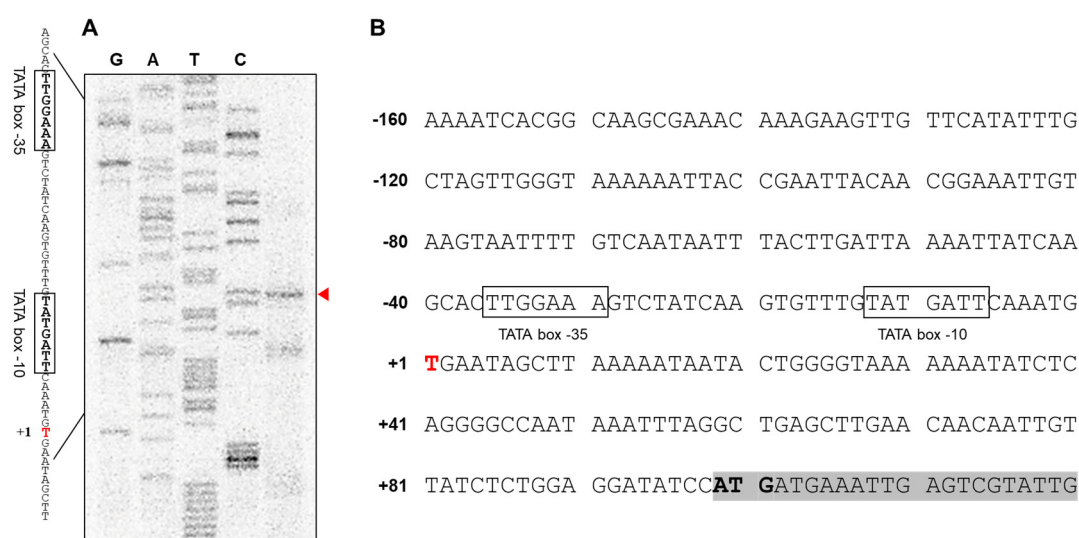 A
AGCACTTGGAAAGTCTATCAAGTGTTTGTATGATTCAAATGTGAATAGCTT
TATA box -35
TATA box -10
+1
G A T C
B
-160 AAAATCACGG CAAGCGAAAC AAAGAAGTTG TTCATATTTG
-120 CTAGTTGGGT AAAAAATTAC CGAATTACAA CGGAAATTGT
-80 AAGTAATTTT GTCAATAATT TACTTGATTA AAATTATCAA
-40 GCACTTGGAA AGTCTATCAA GTGTTTGTAT GATTCAAATG
TATA box -35 TATA box -10
+1 TGAATAGCTT AAAAATAATA CTGGGGTAAA AAAATATCTC
+41 AGGGGCCAAT AAATTTAGGC TGAGCTTGAA CAACAATTGT
+81 TATCTCTGGA GGATATCCAT GATGAAATTG AGTCGTATTG